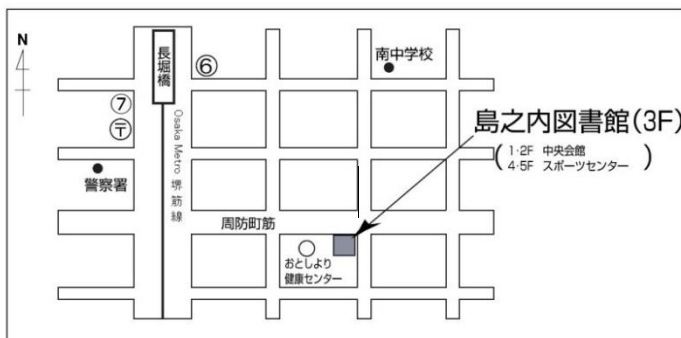 N
長堀橋
⑥
南中学校
⑦
〒
Osaka Metro 堺筋線
島之内図書館(3F)
(1·2F 中央会館
4·5F スポーツセンター)
警察署
周防町筋
おとしより
健康センター